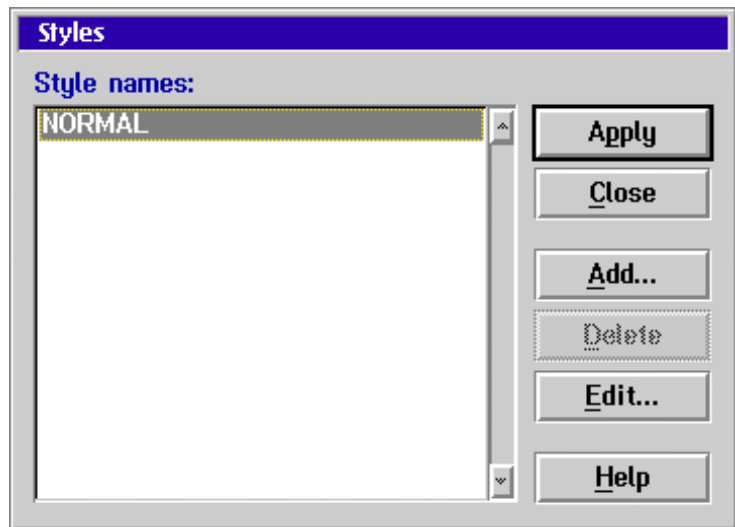 Styles
Style names:
NORMAL
Apply
Close
Add...
Delete
Edit...
Help